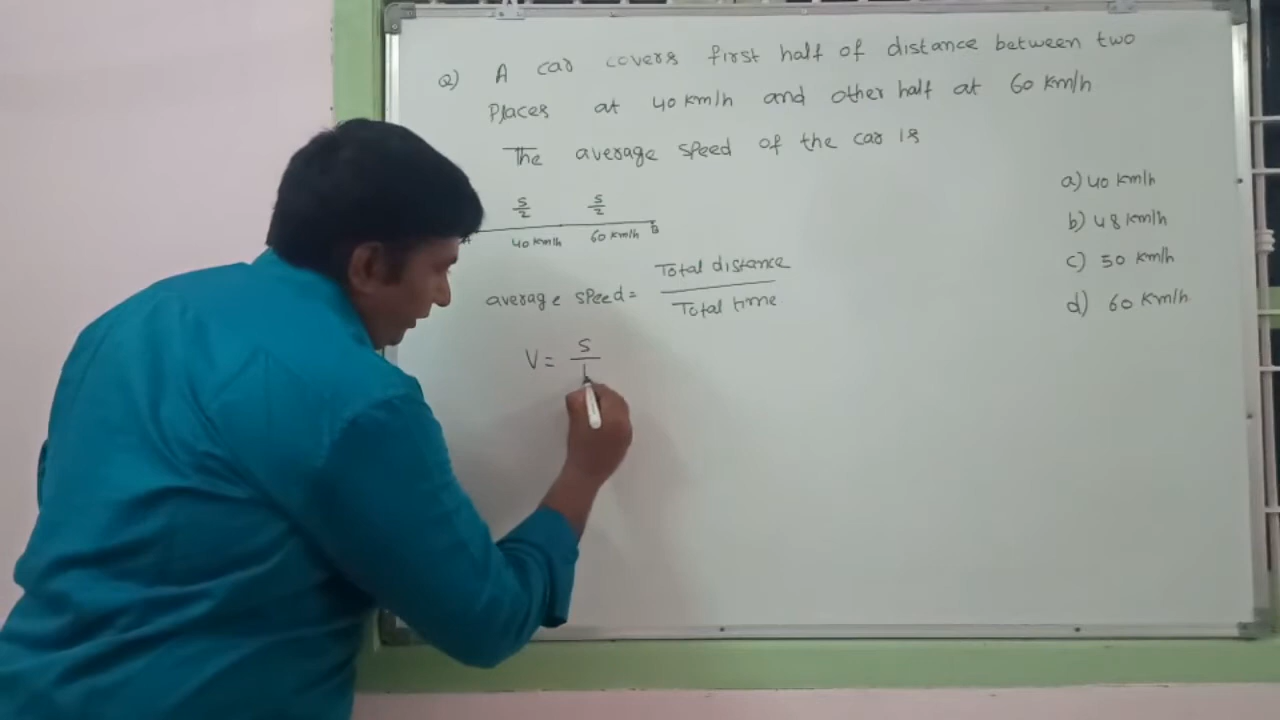 Q) A car covers first half of distance between two
Places at 40 km/h and other half at 60 km/h
The average speed of the car is
a) 40 km/h
b) 48 km/h
c) 50 km/h
d) 60 km/h
S/2 S/2
A 40 km/h 60 km/h B
average speed = Total distance / Total time
V = S